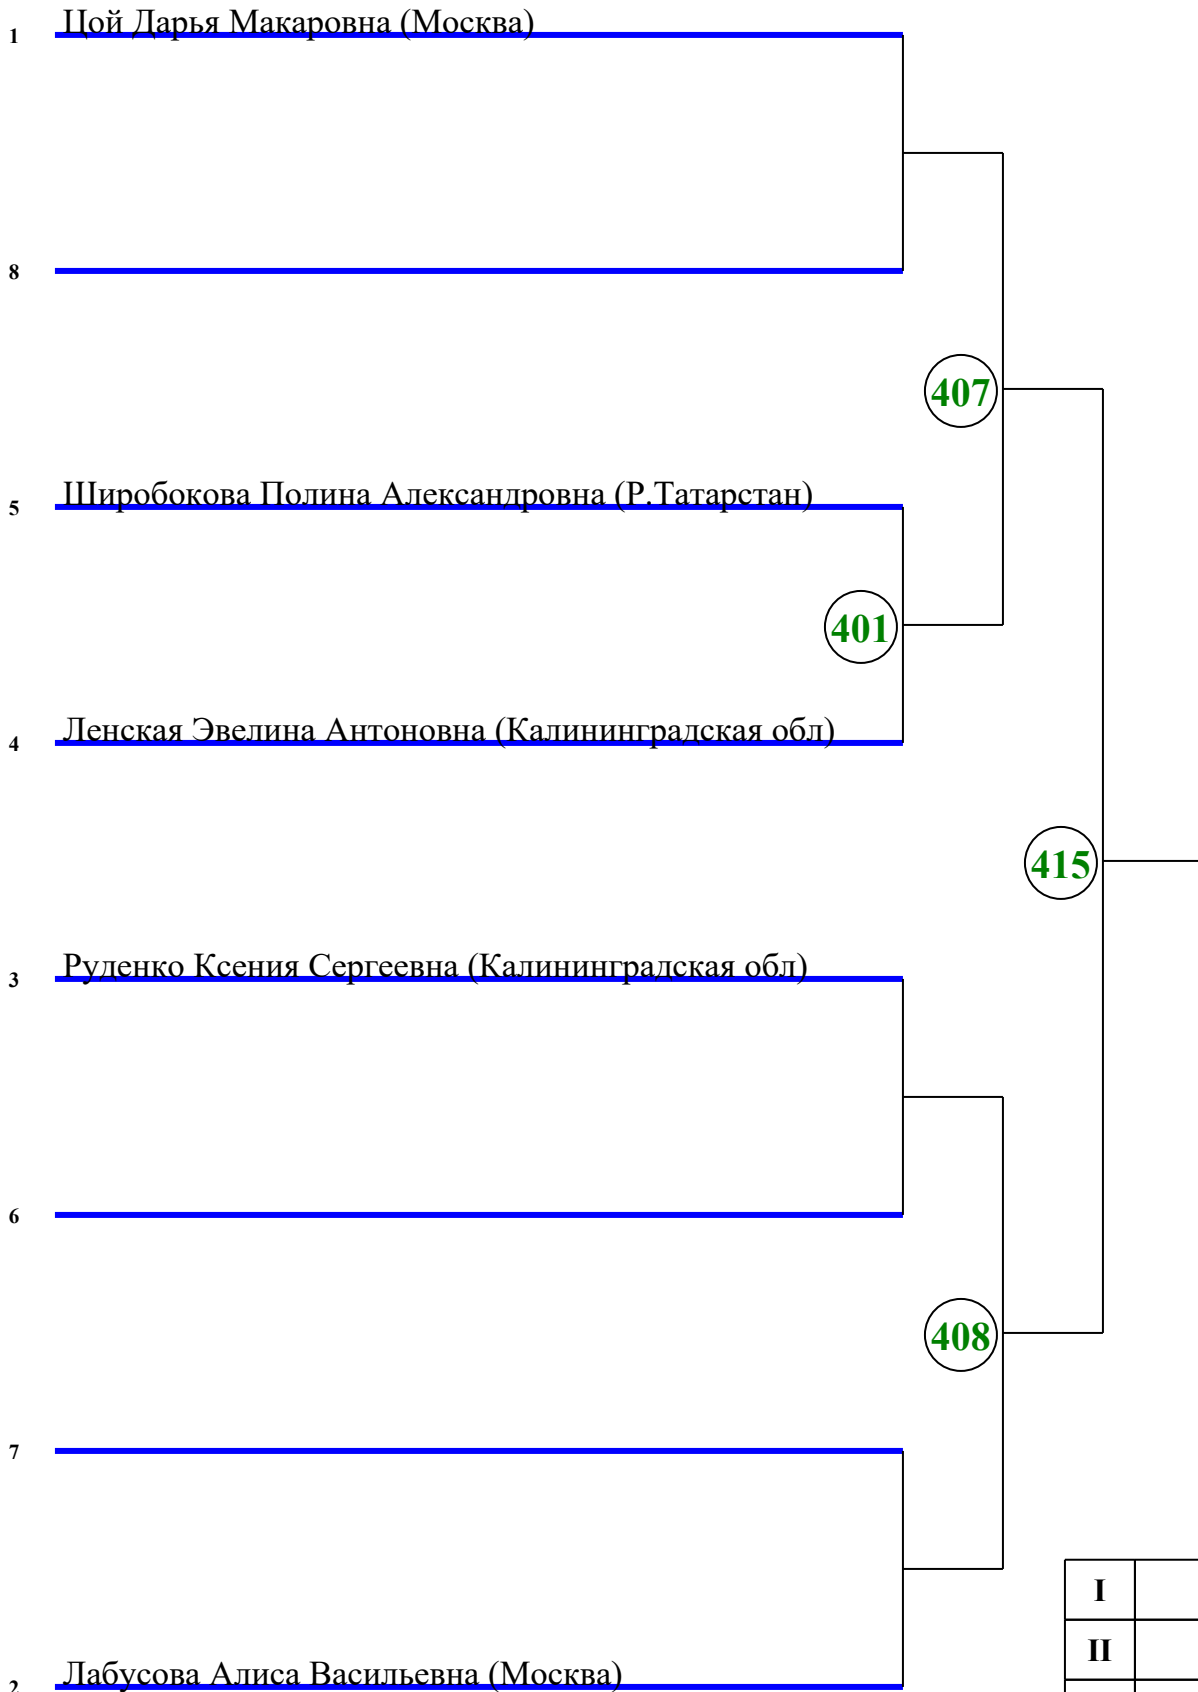 1 Цой Дарья Макаровна (Москва)
8
407
5 Широбокова Полина Александровна (Р.Татарстан)
401
4 Ленская Эвелина Антоновна (Калининградская обл)
415
3 Руденко Ксения Сергеевна (Калининградская обл)
6
408
7
I
II
2 Лабусова Алиса Васильевна (Москва)